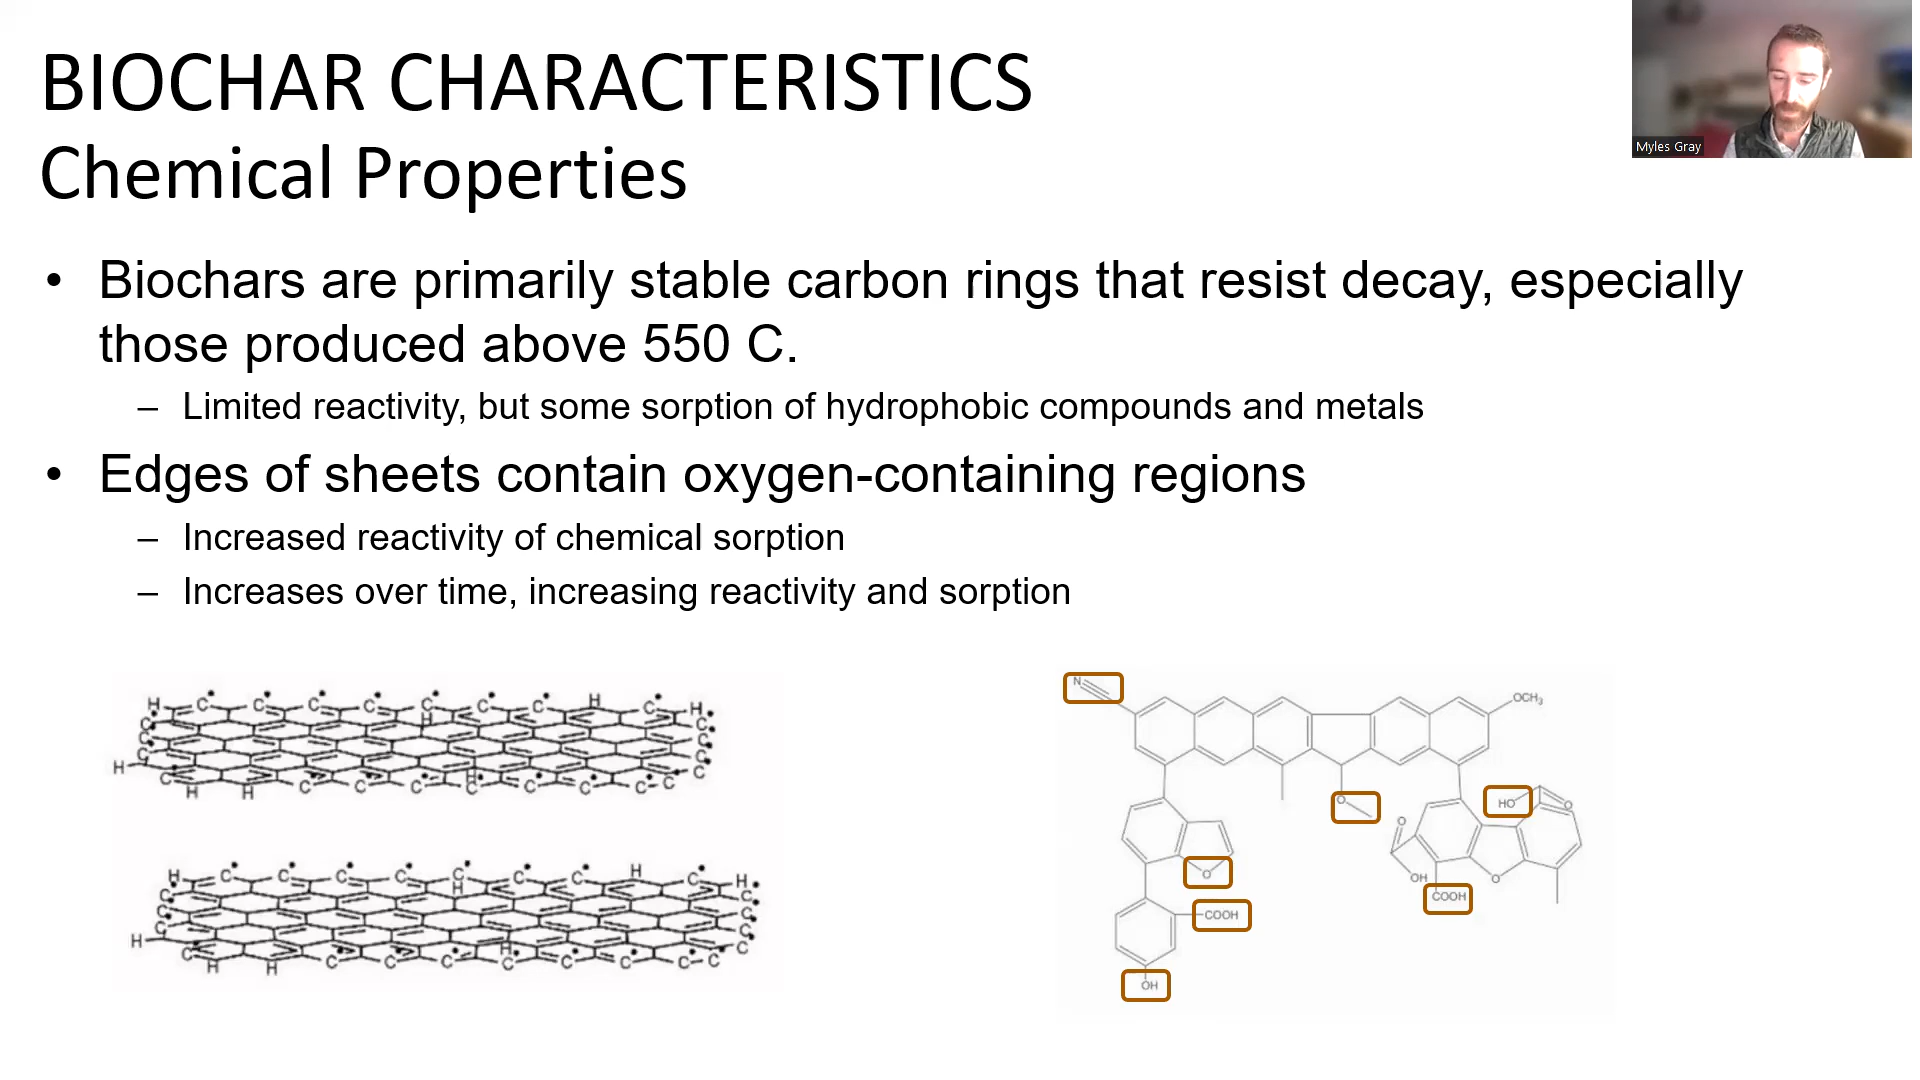 BIOCHAR CHARACTERISTICS
Chemical Properties
Myles Gray
• Biochars are primarily stable carbon rings that resist decay, especially
those produced above 550 C.
– Limited reactivity, but some sorption of hydrophobic compounds and metals
• Edges of sheets contain oxygen-containing regions
– Increased reactivity of chemical sorption
– Increases over time, increasing reactivity and sorption
H C C C C C C C H C H
C C C C
H
H H
C C C C C C C C C
H C C C C C C H C H
C C C C
H
H H
C C C C C C C C C
N
OCH3
O
HO
O
O
O
OH
O
COOH
COOH
OH